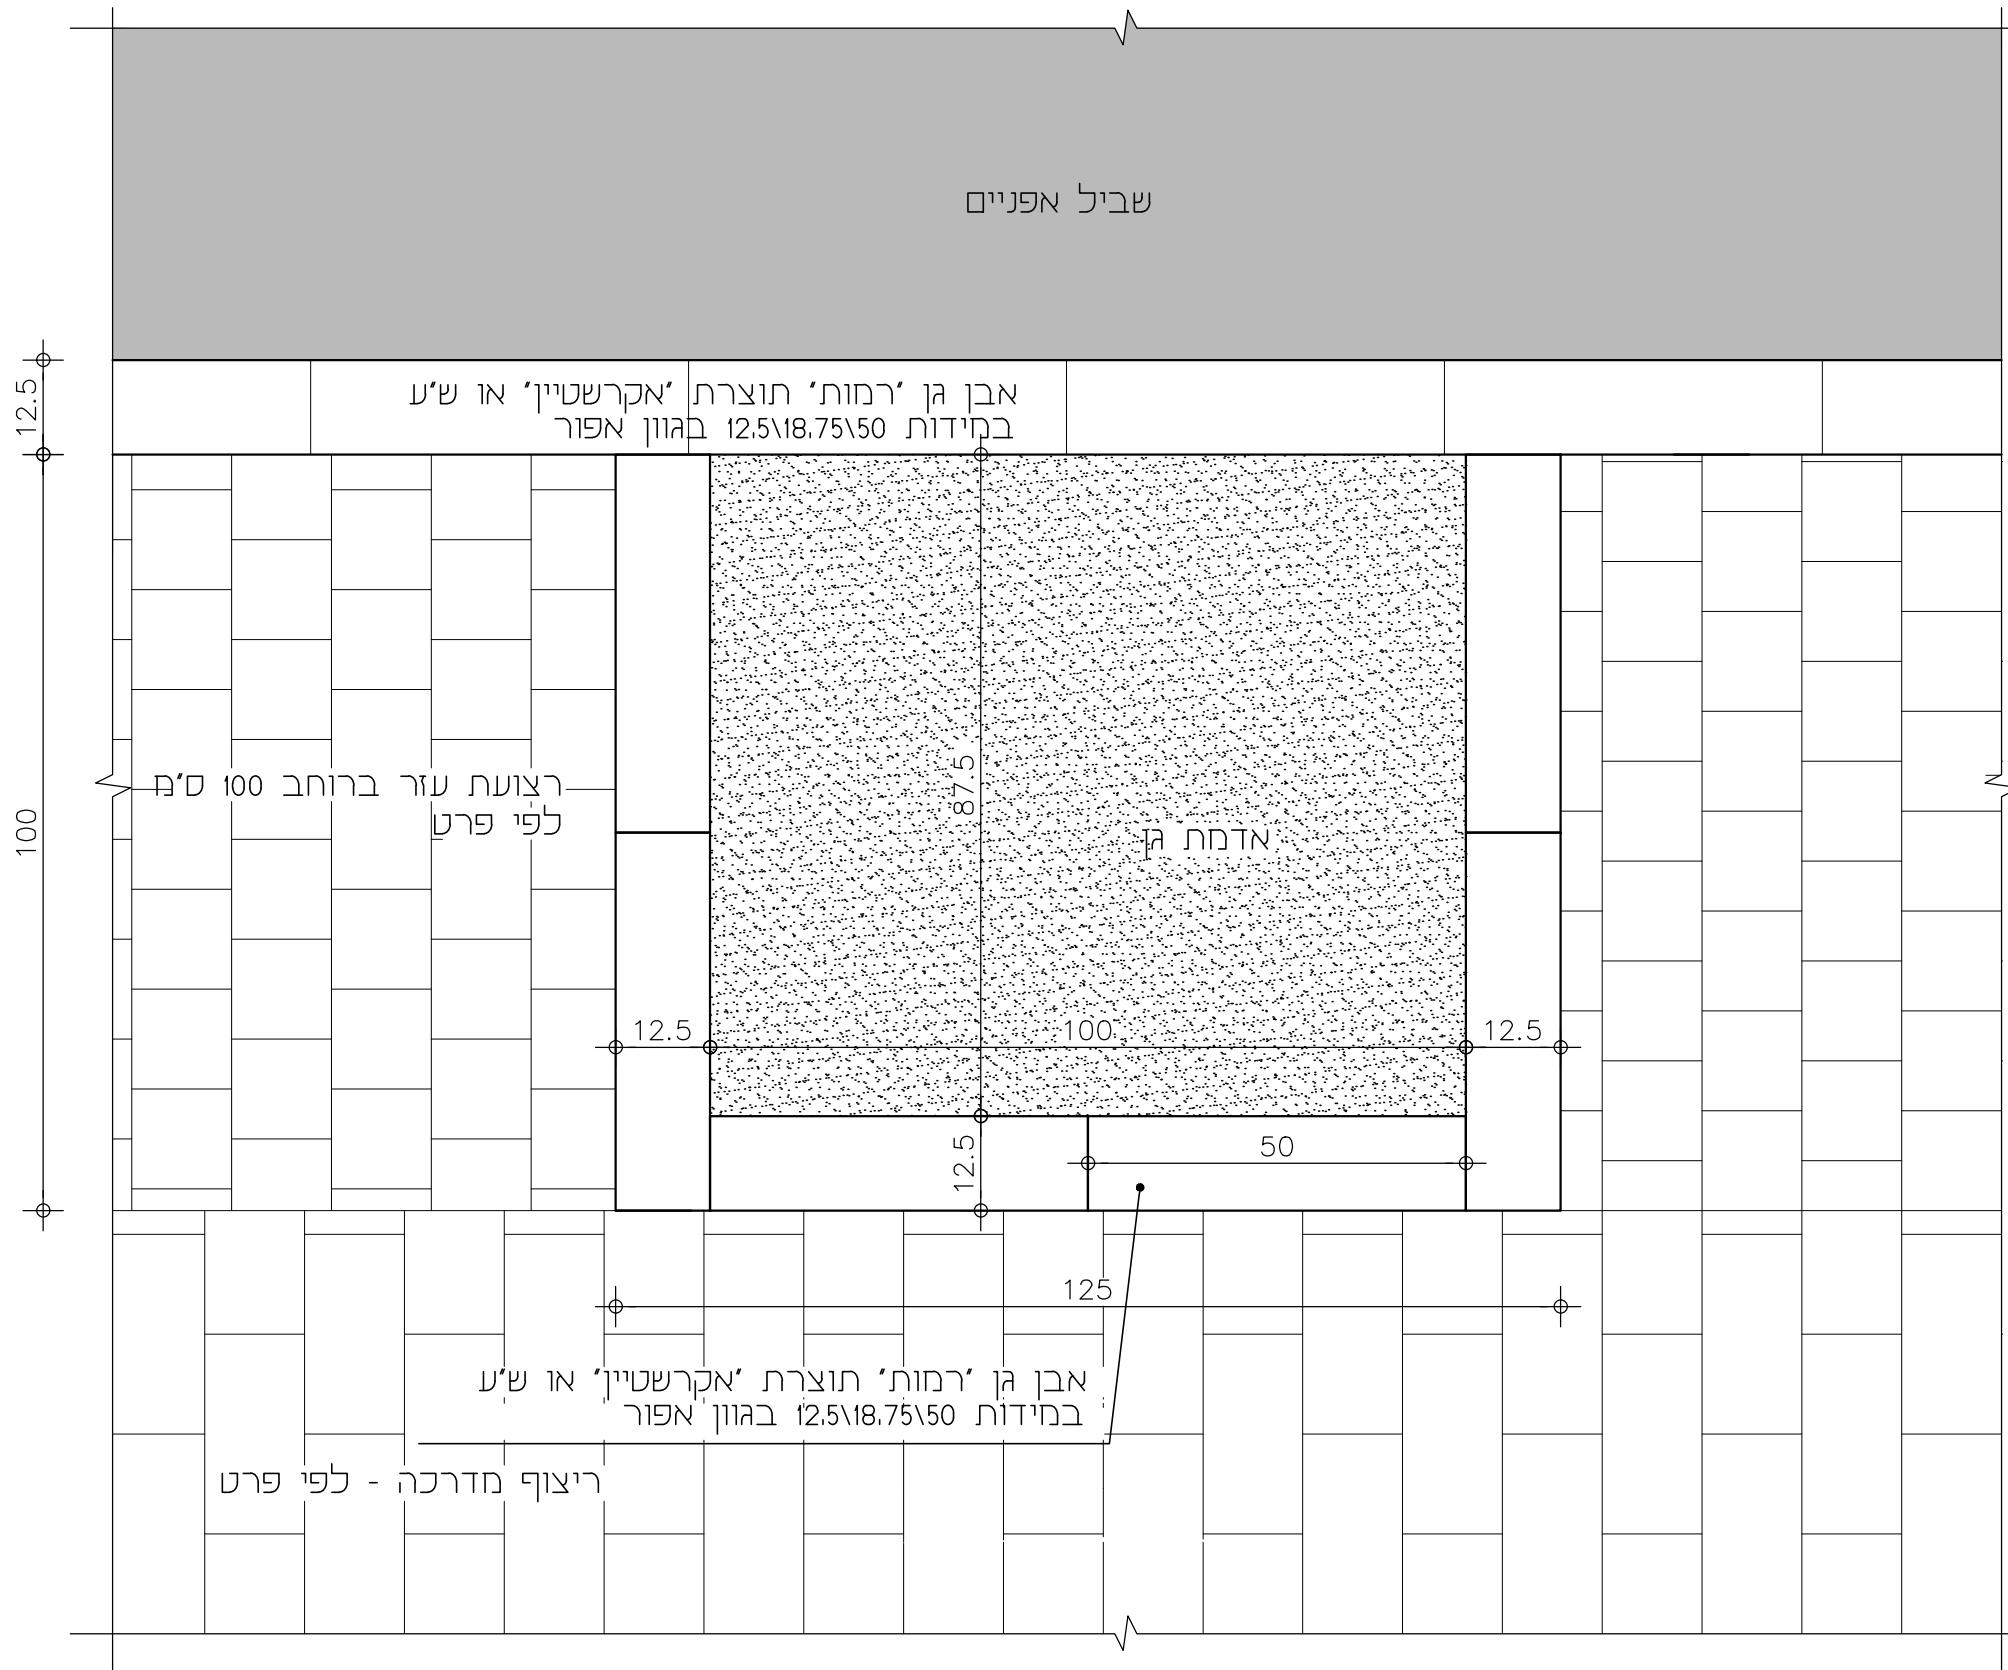 שביל אפניים
12.5
אבן גן "רמות" תוצרת "אקרשטיין" או ש"ע
במידות 12.5\18.75\50 בגוון אפור
רצועת עזר ברוחב 100 ס"מ
לפי פרט
100
87.5
אדמת גן
12.5
100
12.5
12.5
50
125
אבן גן "רמות" תוצרת "אקרשטיין" או ש"ע
במידות 12.5\18.75\50 בגוון אפור
ריצוף מדרכה - לפי פרט